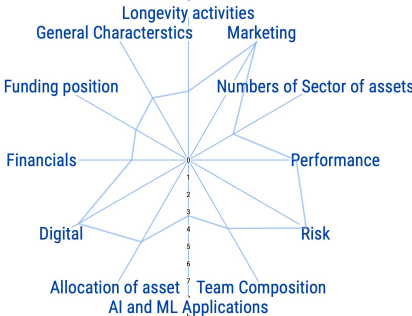 Longevity activities
General Characterstics
Marketing
Funding position
Numbers of Sector of assets
Financials
0
Performance
1
2
3
4
Digital
Risk
5
6
7
Allocation of asset
Team Composition
AI and ML Applications